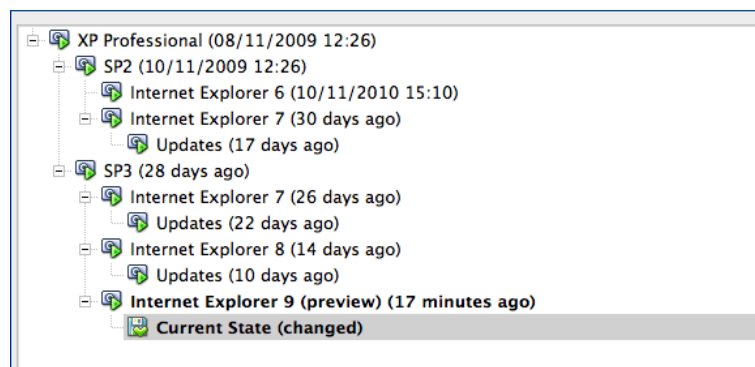 XP Professional (08/11/2009 12:26)
SP2 (10/11/2009 12:26)
Internet Explorer 6 (10/11/2010 15:10)
Internet Explorer 7 (30 days ago)
Updates (17 days ago)
SP3 (28 days ago)
Internet Explorer 7 (26 days ago)
Updates (22 days ago)
Internet Explorer 8 (14 days ago)
Updates (10 days ago)
Internet Explorer 9 (preview) (17 minutes ago)
Current State (changed)